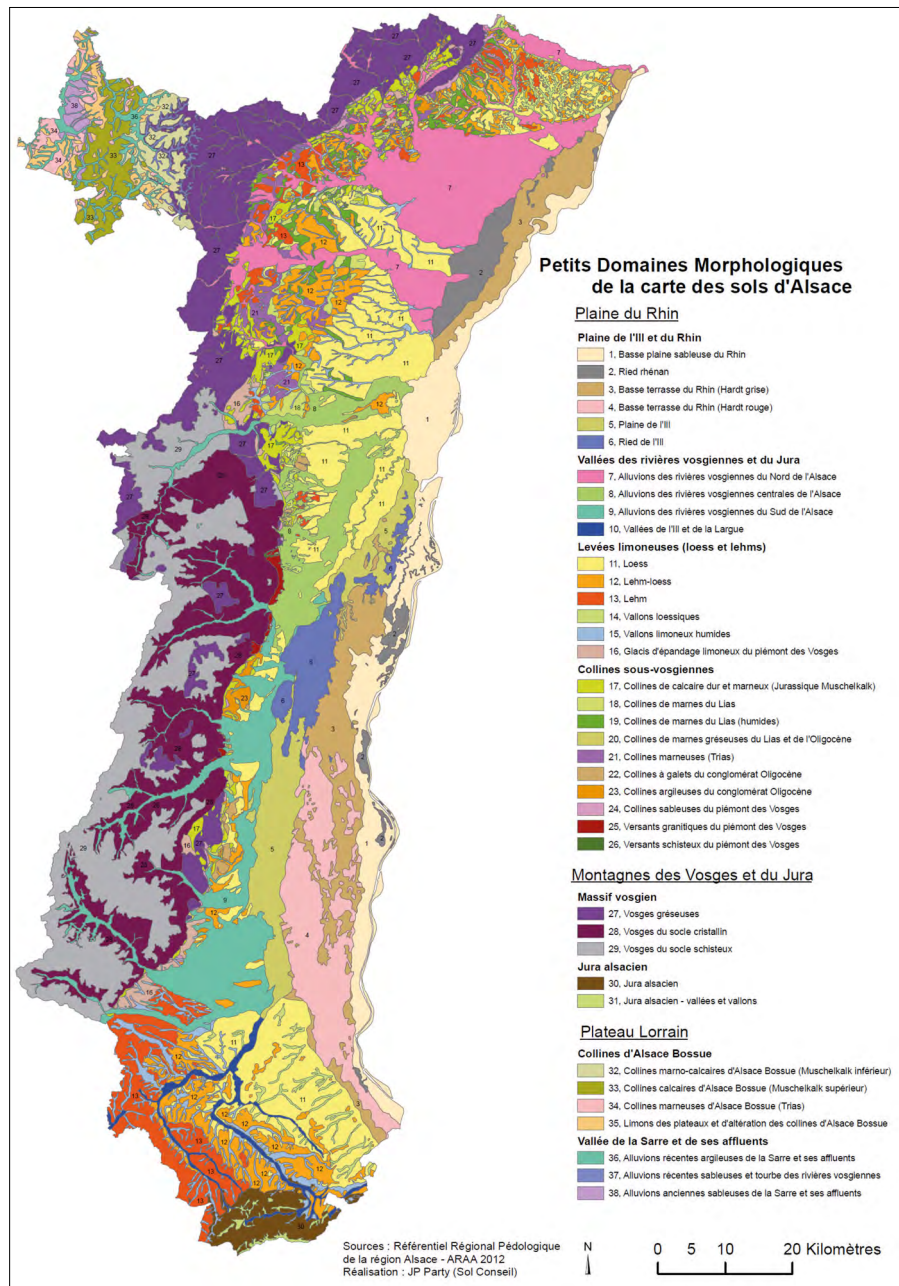 Petits Domaines Morphologiques
de la carte des sols d'Alsace
Plaine du Rhin
Plaine de l'Ill et du Rhin
1, Basse plaine sableuse du Rhin
2, Ried rhénan
3, Basse terrasse du Rhin (Hardt grise)
4, Basse terrasse du Rhin (Hardt rouge)
5, Plaine de l'Ill
6, Ried de l'Ill
Vallées des rivières vosgiennes et du Jura
7, Alluvions des rivières vosgiennes du Nord de l'Alsace
8, Alluvions des rivières vosgiennes centrales de l'Alsace
9, Alluvions des rivières vosgiennes du Sud de l'Alsace
10, Vallées de l'Ill et de la Largue
Levées limoneuses (loess et lehms)
11, Loess
12, Lehm-loess
13, Lehm
14, Vallons loessiques
15, Vallons limoneux humides
16, Glacis d'épandage limoneux du piémont des Vosges
Collines sous-vosgiennes
17, Collines de calcaire dur et marneux (Jurassique Muschelkalk)
18, Collines de marnes du Lias
19, Collines de marnes du Lias (humides)
20, Collines de marnes gréseuses du Lias et de l'Oligocène
21, Collines marneuses (Trias)
22, Collines à galets du conglomérat Oligocène
23, Collines argileuses du conglomérat Oligocène
24, Collines sableuses du piémont des Vosges
25, Versants granitiques du piémont des Vosges
26, Versants schisteux du piémont des Vosges
Montagnes des Vosges et du Jura
Massif vosgien
27, Vosges gréseuses
28, Vosges du socle cristallin
29, Vosges du socle schisteux
Jura alsacien
30, Jura alsacien
31, Jura alsacien - vallées et vallons
Plateau Lorrain
Collines d'Alsace Bossue
32, Collines marno-calcaires d'Alsace Bossue (Muschelkalk inférieur)
33, Collines calcaires d'Alsace Bossue (Muschelkalk supérieur)
34, Collines marneuses d'Alsace Bossue (Trias)
35, Limons des plateaux et d'altération des collines d'Alsace Bossue
Vallée de la Sarre et de ses affluents
36, Alluvions récentes argileuses de la Sarre et ses affluents
37, Alluvions récentes sableuses et tourbe des rivières vosgiennes
38, Alluvions anciennes sableuses de la Sarre et ses affluents
Sources : Référentiel Régional Pédologique
de la région Alsace - ARAA 2012
Réalisation : JP Party (Sol Conseil)
N
0 5 10 20 Kilomètres